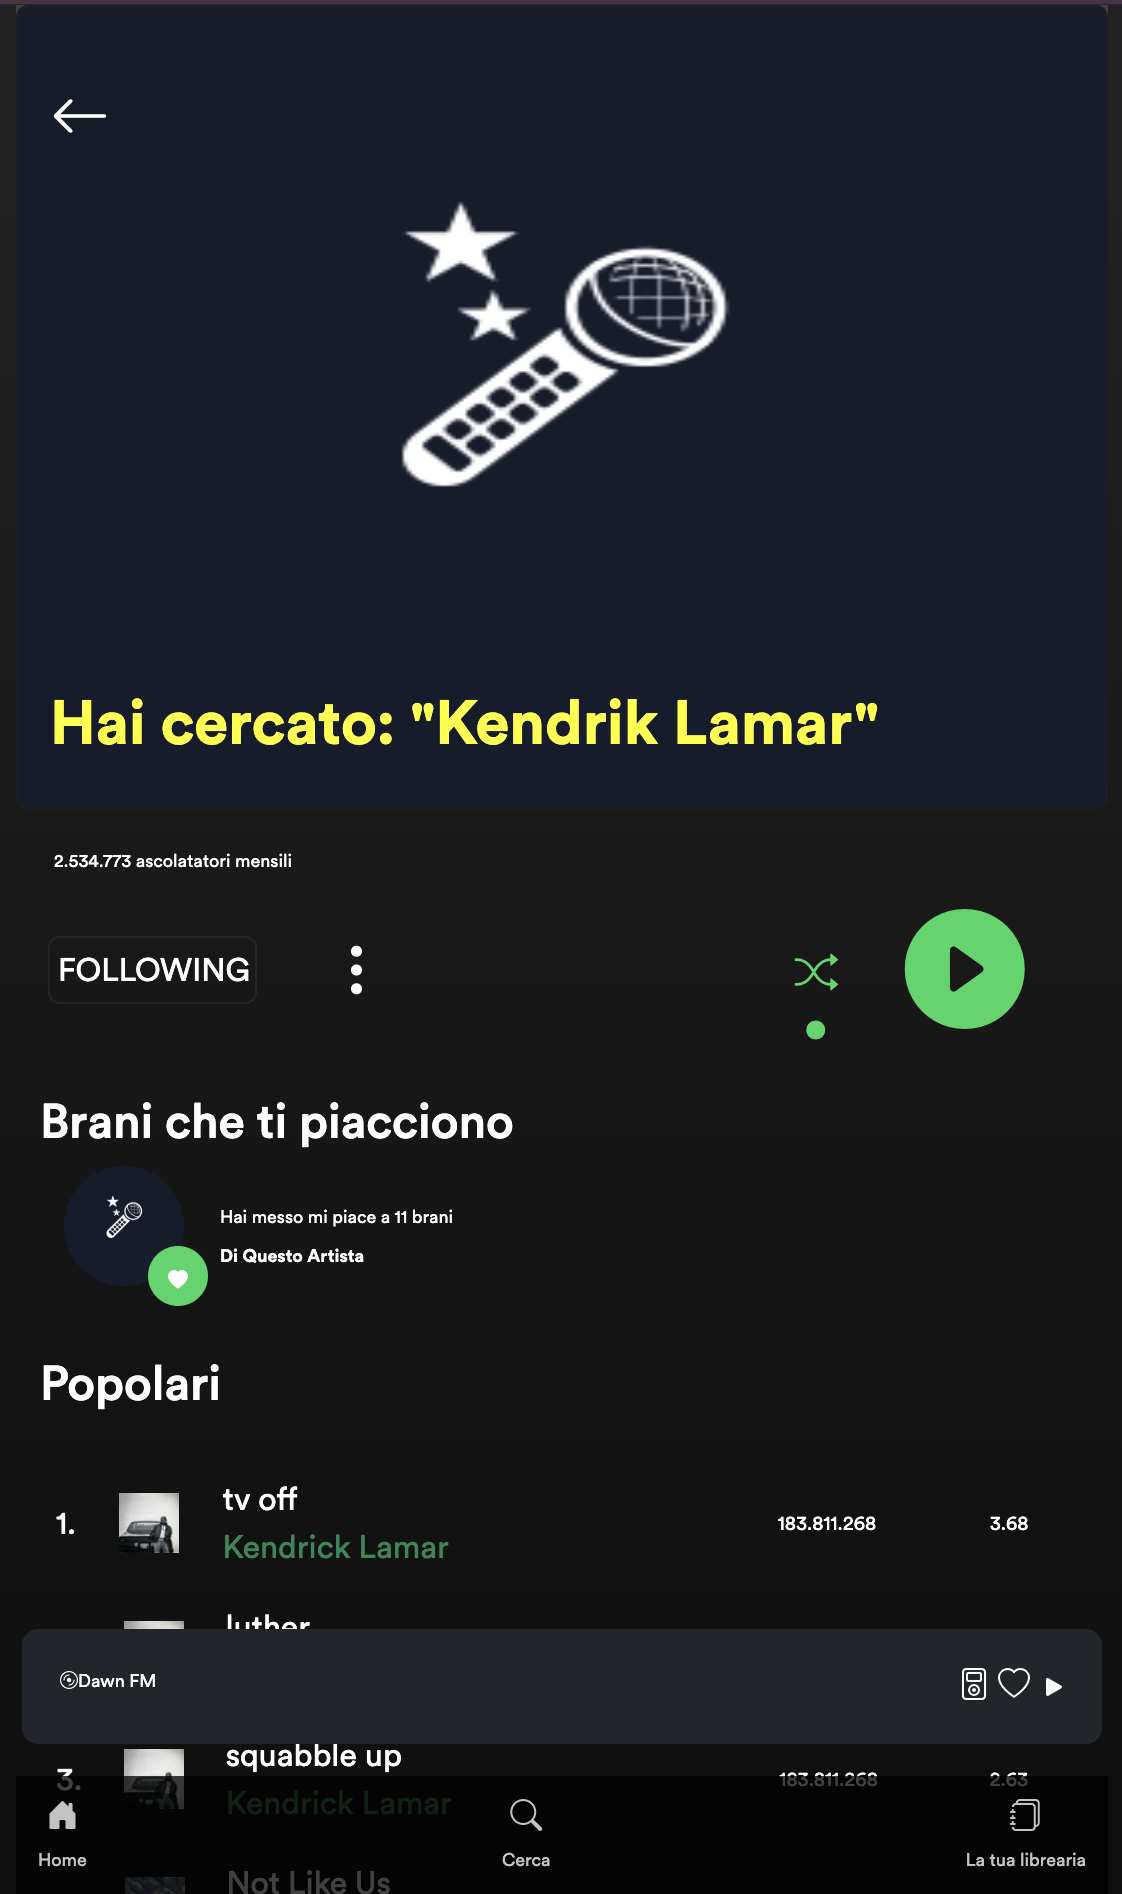 Hai cercato: "Kendrik Lamar"
2.534.773 ascolatatori mensili
FOLLOWING
Brani che ti piacciono
Hai messo mi piace a 11 brani
Di Questo Artista
Popolari
1.
tv off
Kendrick Lamar
183.811.268
3.68
luther
Dawn FM
3.
squabble up
Kendrick Lamar
183.811.268
2.63
Not Like Us
Home
Cerca
La tua librearia